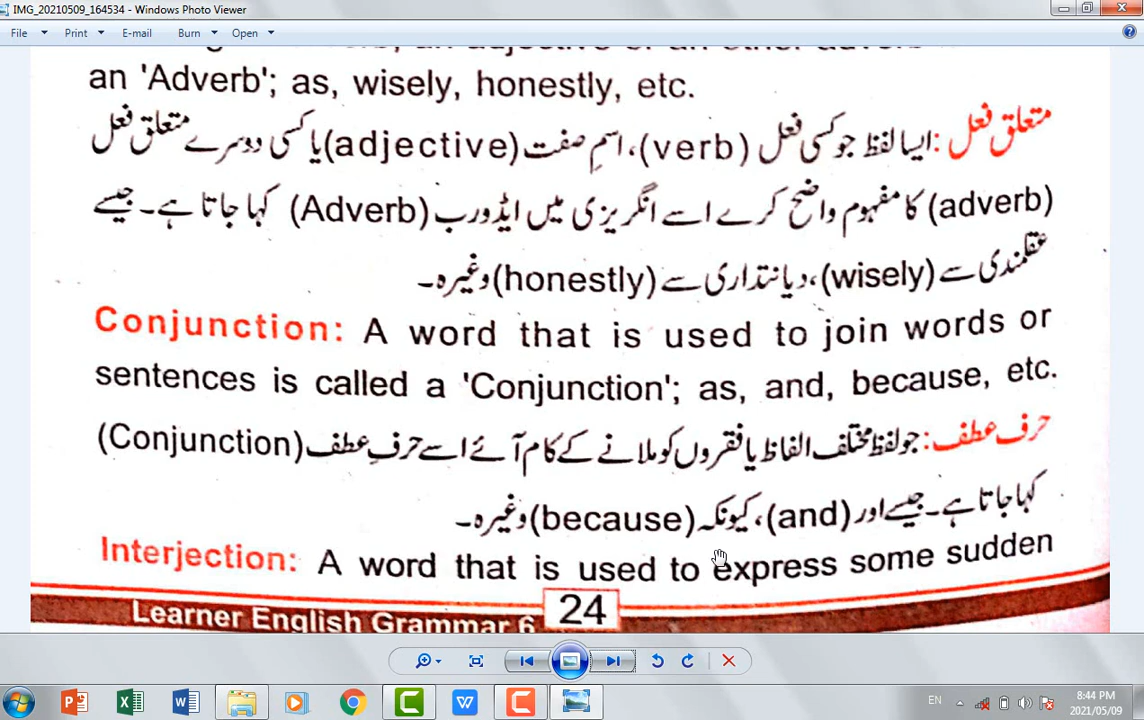 IMG_20210509_164534 - Windows Photo Viewer
File Print E-mail Burn Open
an 'Adverb'; as, wisely, honestly, etc.
متعلق فعل: ایسا لفظ جو کسی فعل (verb)، اسمِ صفت (adjective) یا کسی دوسرے متعلق فعل
(adverb) کا مفہوم واضح کرے اسے انگریزی میں ایڈورب (Adverb) کہا جاتا ہے۔ جیسے
عقلمندی سے (wisely)، دیانتداری سے (honestly) وغیرہ۔
Conjunction: A word that is used to join words or
sentences is called a 'Conjunction'; as, and, because, etc.
حرف عطف: جو لفظ مختلف الفاظ یا فقروں کو ملانے کے کام آئے اسے حرفِ عطف (Conjunction)
کہا جاتا ہے۔ جیسے اور (and)، کیونکہ (because) وغیرہ۔
Interjection: A word that is used to express some sudden
Learner English Grammar 6 24
EN 8:44 PM
2021/05/09